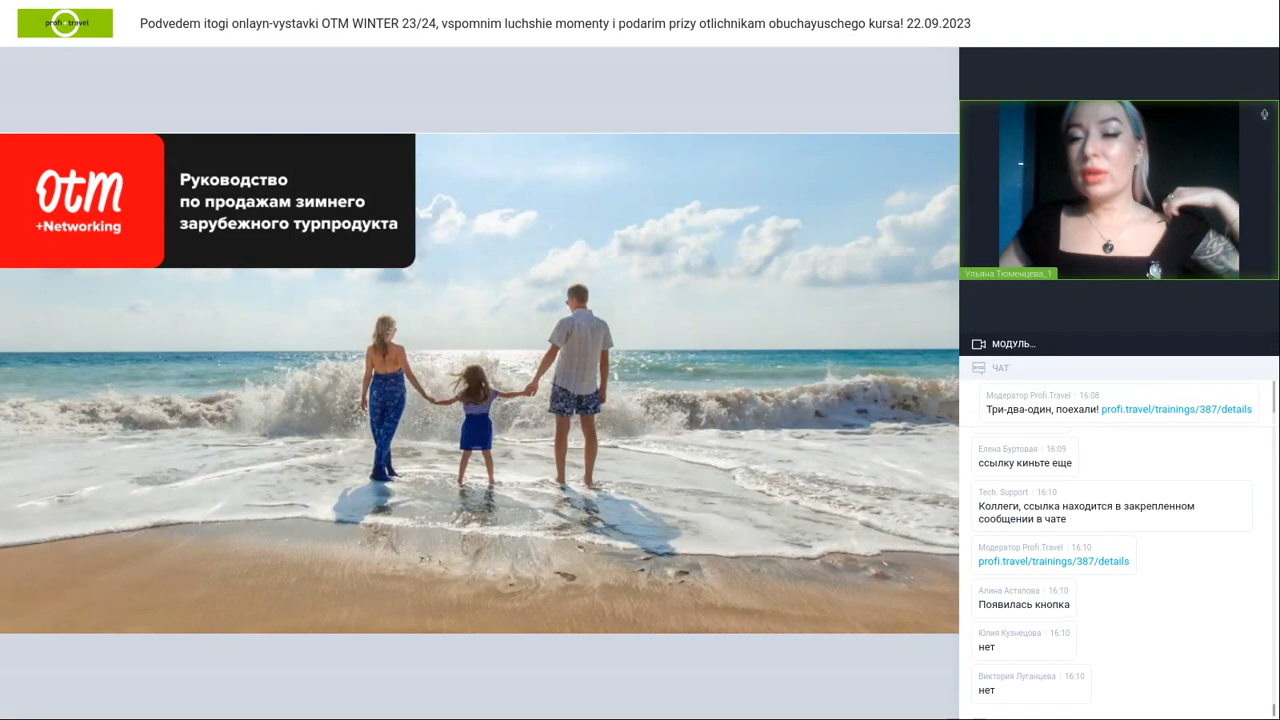 profi travel
Podvedem itogi onlayn-vystavki OTM WINTER 23/24, vspomnim luchshie momenty i podarim prizy otlichnikam obuchayuschego kursa! 22.09.2023
otm
+Networking
Руководство
по продажам зимнего
зарубежного турпродукта
Ульяна Тюменцева_1
МОДУЛЬ...
ЧАТ
Модератор Profi.Travel 16:08
Три-два-один, поехали! profi.travel/trainings/387/details
Елена Буртовая 16:09
ссылку киньте еще
Tech. Support 16:10
Коллеги, ссылка находится в закрепленном
сообщении в чате
Модератор Profi.Travel 16:10
profi.travel/trainings/387/details
Алина Астапова 16:10
Появилась кнопка
Юлия Кузнецова 16:10
нет
Виктория Луганцева 16:10
нет